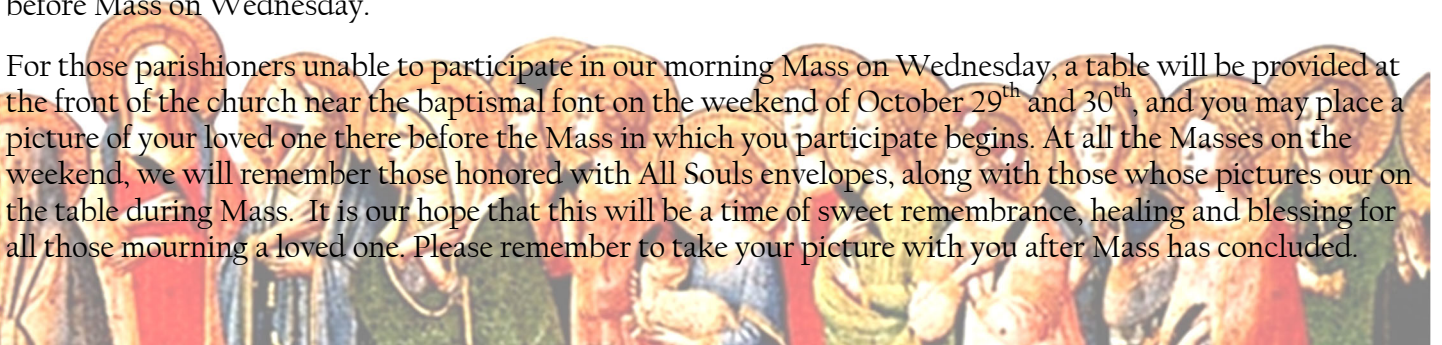 before Mass on Wednesday.
For those parishioners unable to participate in our morning Mass on Wednesday, a table will be provided at
the front of the church near the baptismal font on the weekend of October 29th and 30th, and you may place a
picture of your loved one there before the Mass in which you participate begins. At all the Masses on the
weekend, we will remember those honored with All Souls envelopes, along with those whose pictures our on
the table during Mass.  It is our hope that this will be a time of sweet remembrance, healing and blessing for
all those mourning a loved one. Please remember to take your picture with you after Mass has concluded.